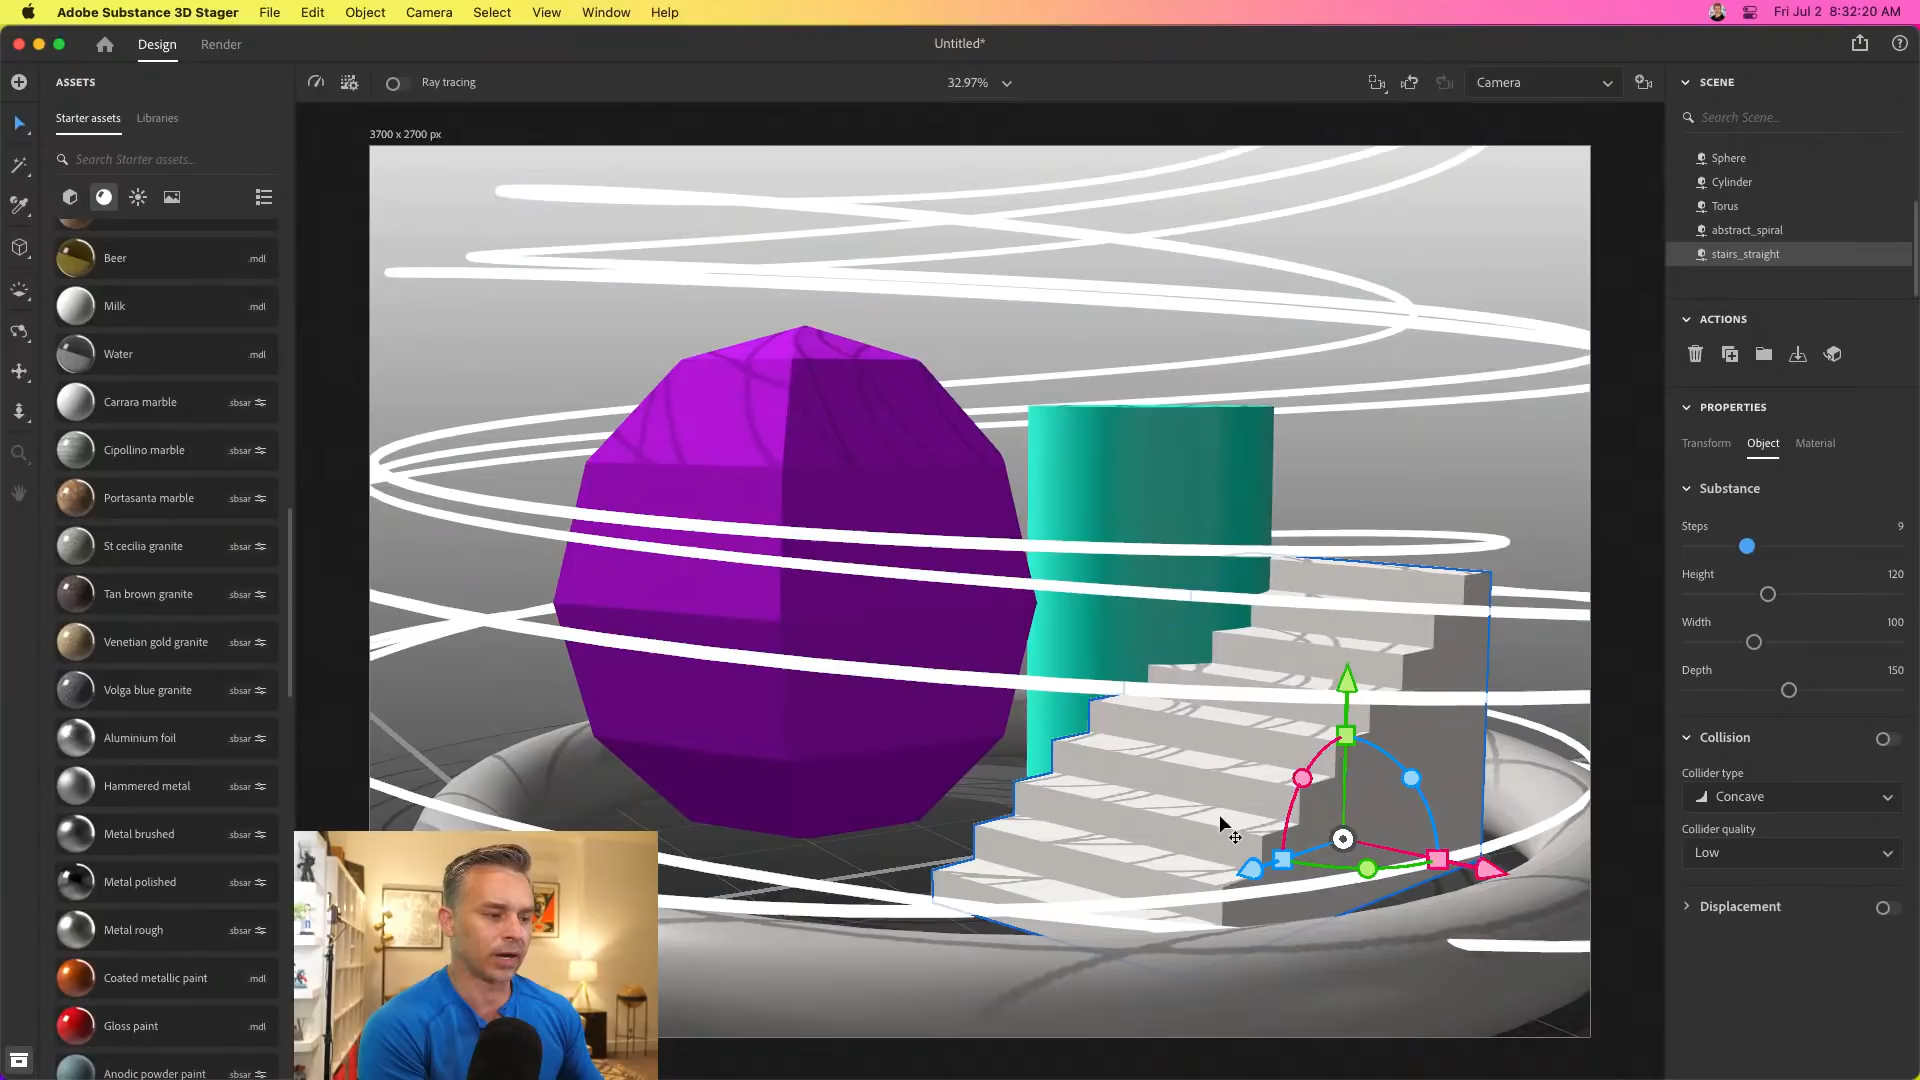 Adobe Substance 3D Stager File Edit Object Camera Select View Window Help Fri Jul 2 8:32:20 AM
Design Render Untitled*
ASSETS
Starter assets Libraries
Search Starter assets...
Beer .mdl
Milk .mdl
Water .mdl
Carrara marble .sbsar
Cipollino marble .sbsar
Portasanta marble .sbsar
St cecilia granite .sbsar
Tan brown granite .sbsar
Venetian gold granite .sbsar
Volga blue granite .sbsar
Aluminium foil .sbsar
Hammered metal .sbsar
Metal brushed .sbsar
Metal polished .sbsar
Metal rough .sbsar
Coated metallic paint .mdl
Gloss paint .mdl
Anodic powder paint .sbsar
Ray tracing 32.97% Camera
3700 x 2700 px
SCENE
Search Scene...
Sphere
Cylinder
Torus
abstract_spiral
stairs_straight
ACTIONS
PROPERTIES
Transform Object Material
Substance
Steps 9
Height 120
Width 100
Depth 150
Collision
Collider type
Concave
Collider quality
Low
Displacement